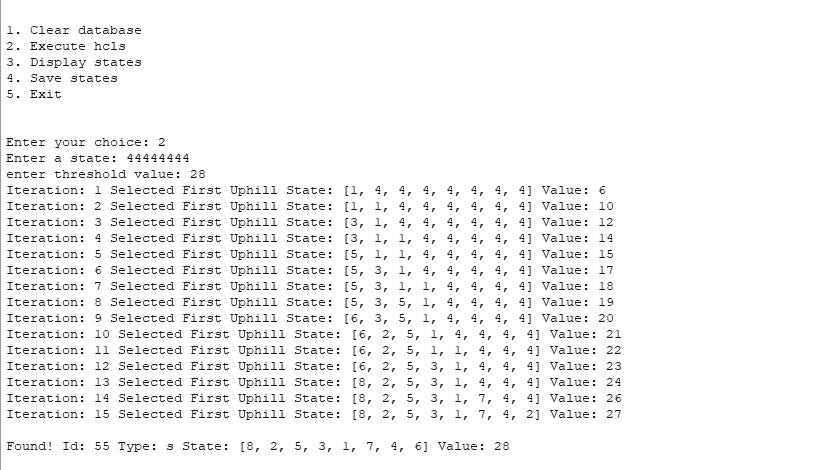 1. Clear database
2. Execute hcls
3. Display states
4. Save states
5. Exit
Enter your choice: 2
Enter a state: 44444444
enter threshold value: 28
Iteration: 1 Selected First Uphill State: [1, 4, 4, 4, 4, 4, 4, 4] Value: 6
Iteration: 2 Selected First Uphill State: [1, 1, 4, 4, 4, 4, 4, 4] Value: 10
Iteration: 3 Selected First Uphill State: [3, 1, 4, 4, 4, 4, 4, 4] Value: 12
Iteration: 4 Selected First Uphill State: [3, 1, 1, 4, 4, 4, 4, 4] Value: 14
Iteration: 5 Selected First Uphill State: [5, 1, 1, 4, 4, 4, 4, 4] Value: 15
Iteration: 6 Selected First Uphill State: [5, 3, 1, 4, 4, 4, 4, 4] Value: 17
Iteration: 7 Selected First Uphill State: [5, 3, 1, 1, 4, 4, 4, 4] Value: 18
Iteration: 8 Selected First Uphill State: [5, 3, 5, 1, 4, 4, 4, 4] Value: 19
Iteration: 9 Selected First Uphill State: [6, 3, 5, 1, 4, 4, 4, 4] Value: 20
Iteration: 10 Selected First Uphill State: [6, 2, 5, 1, 4, 4, 4, 4] Value: 21
Iteration: 11 Selected First Uphill State: [6, 2, 5, 1, 1, 4, 4, 4] Value: 22
Iteration: 12 Selected First Uphill State: [6, 2, 5, 3, 1, 4, 4, 4] Value: 23
Iteration: 13 Selected First Uphill State: [8, 2, 5, 3, 1, 4, 4, 4] Value: 24
Iteration: 14 Selected First Uphill State: [8, 2, 5, 3, 1, 7, 4, 4] Value: 26
Iteration: 15 Selected First Uphill State: [8, 2, 5, 3, 1, 7, 4, 2] Value: 27
Found! Id: 55 Type: s State: [8, 2, 5, 3, 1, 7, 4, 6] Value: 28